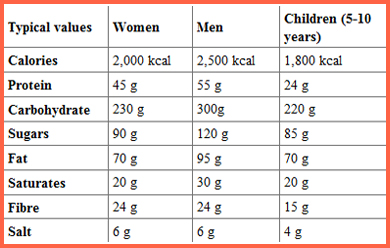 Typical values Women Men Children (5-10
years)
Calories 2,000 kcal 2,500 kcal 1,800 kcal
Protein 45 g 55 g 24 g
Carbohydrate 230 g 300g 220 g
Sugars 90 g 120 g 85 g
Fat 70 g 95 g 70 g
Saturates 20 g 30 g 20 g
Fibre 24 g 24 g 15 g
Salt 6 g 6 g 4 g